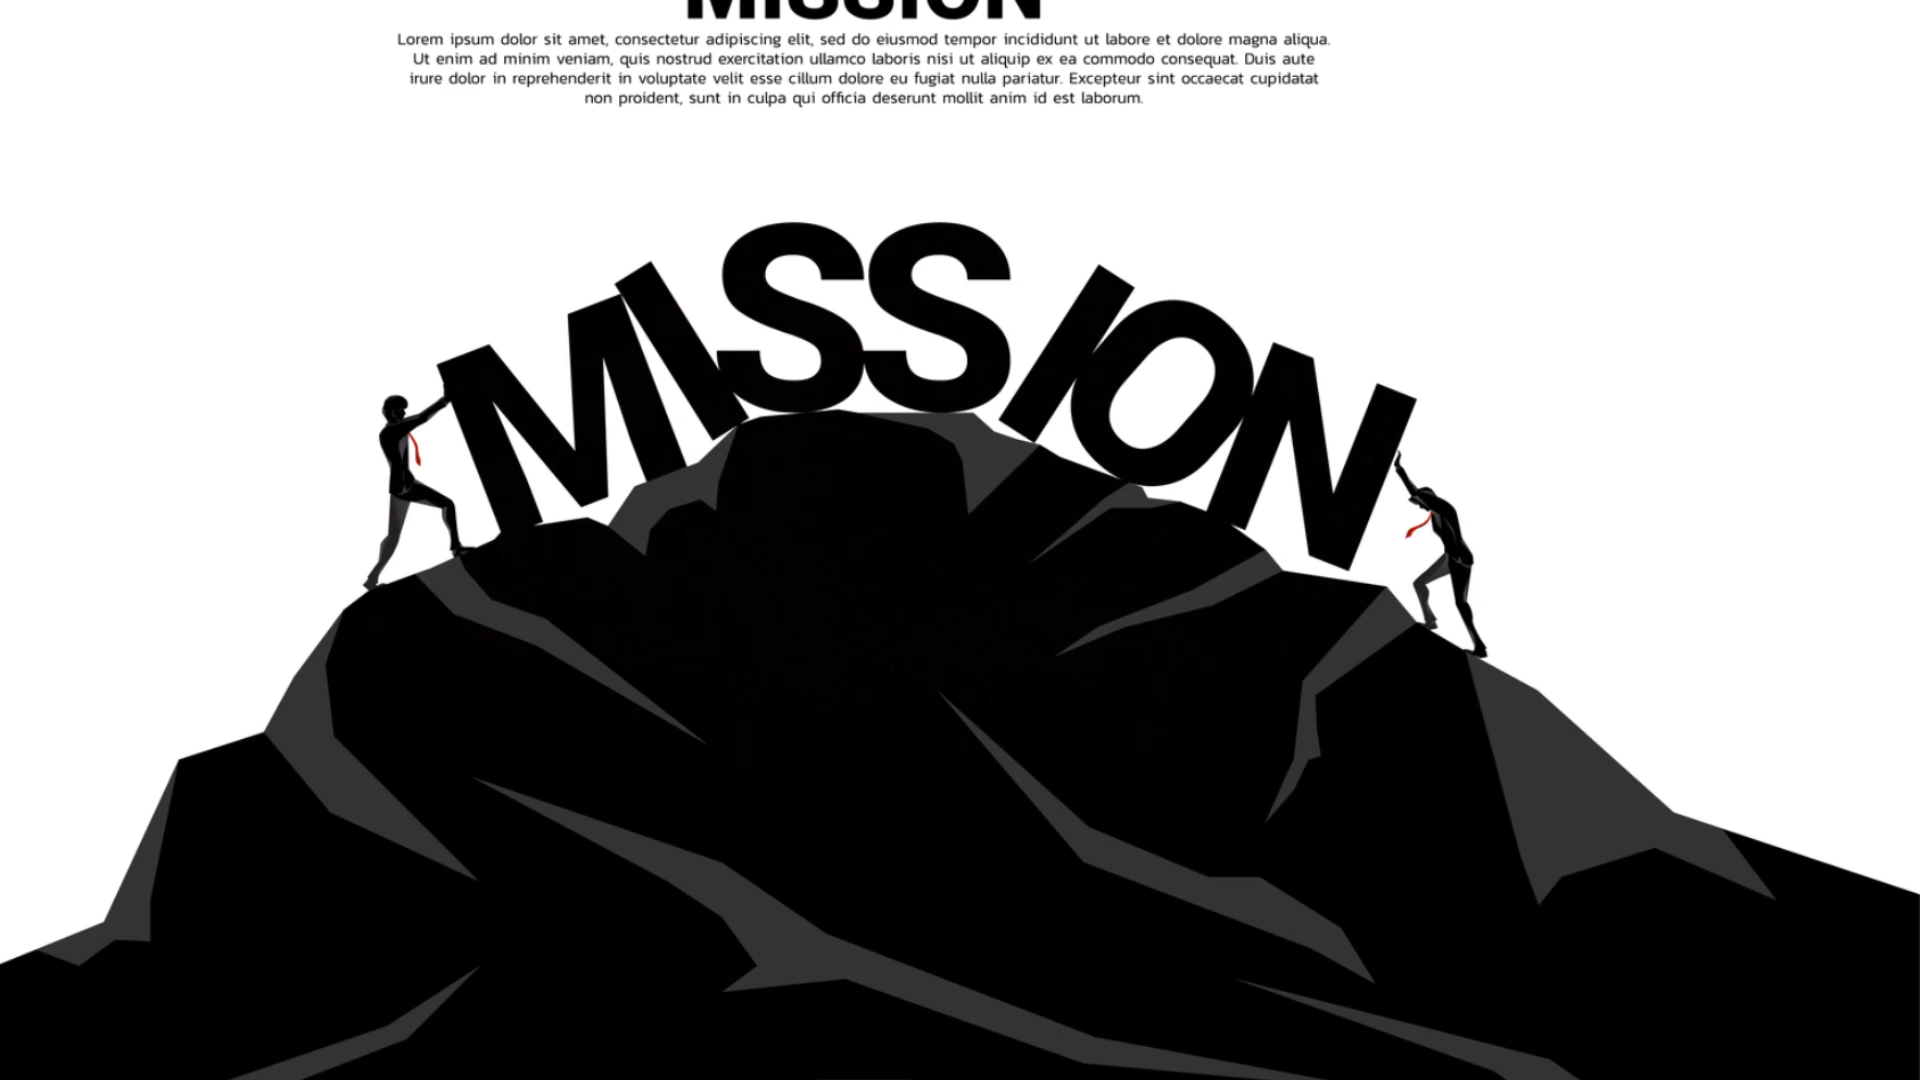 MISSION
Lorem ipsum dolor sit amet, consectetur adipiscing elit, sed do eiusmod tempor incididunt ut labore et dolore magna aliqua.
Ut enim ad minim veniam, quis nostrud exercitation ullamco laboris nisi ut aliquip ex ea commodo consequat. Duis aute
irure dolor in reprehenderit in voluptate velit esse cillum dolore eu fugiat nulla pariatur. Excepteur sint occaecat cupidatat
non proident, sunt in culpa qui officia deserunt mollit anim id est laborum.
MISSION